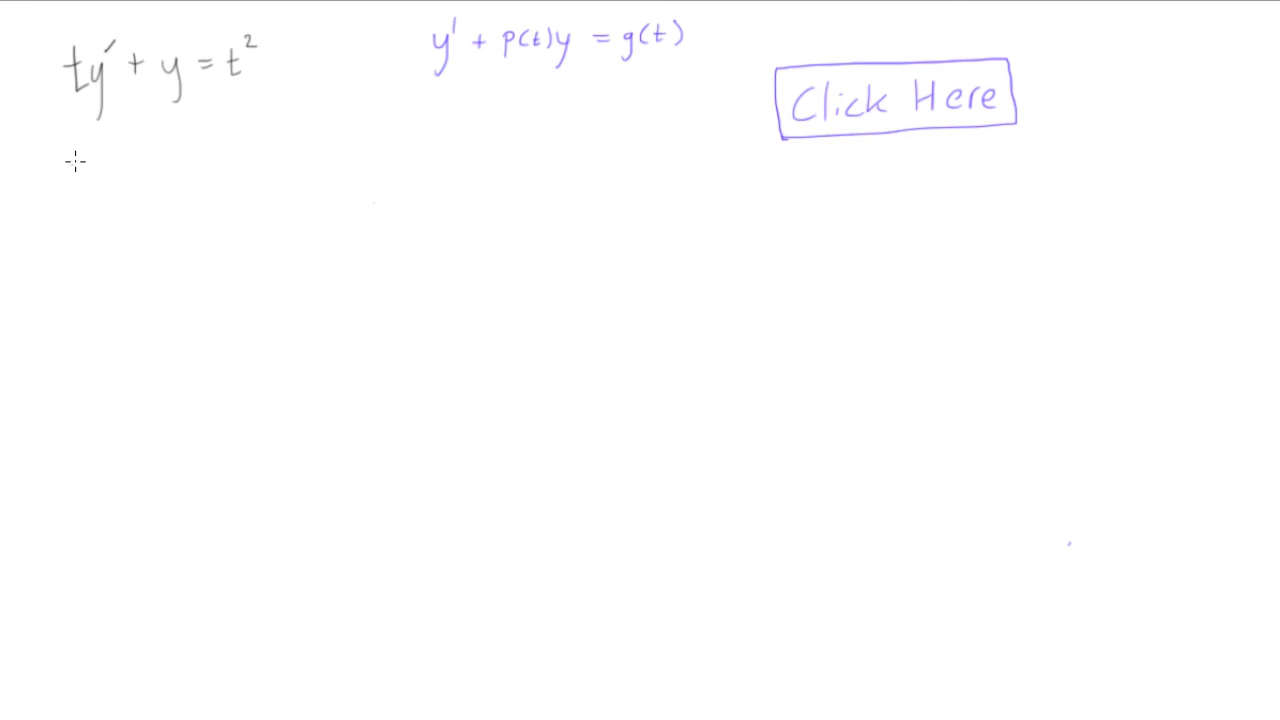 ty' + y = t²
y' + p(t)y = g(t)
Click Here